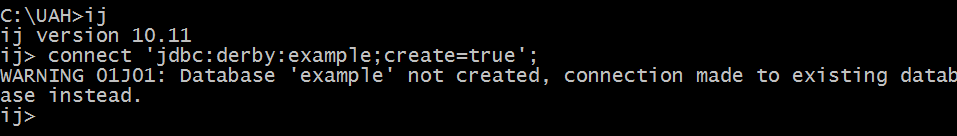 C:\UAH>ij
ij version 10.11
ij> connect 'jdbc:derby:example;create=true';
WARNING 01J01: Database 'example' not created, connection made to existing datab
ase instead.
ij>